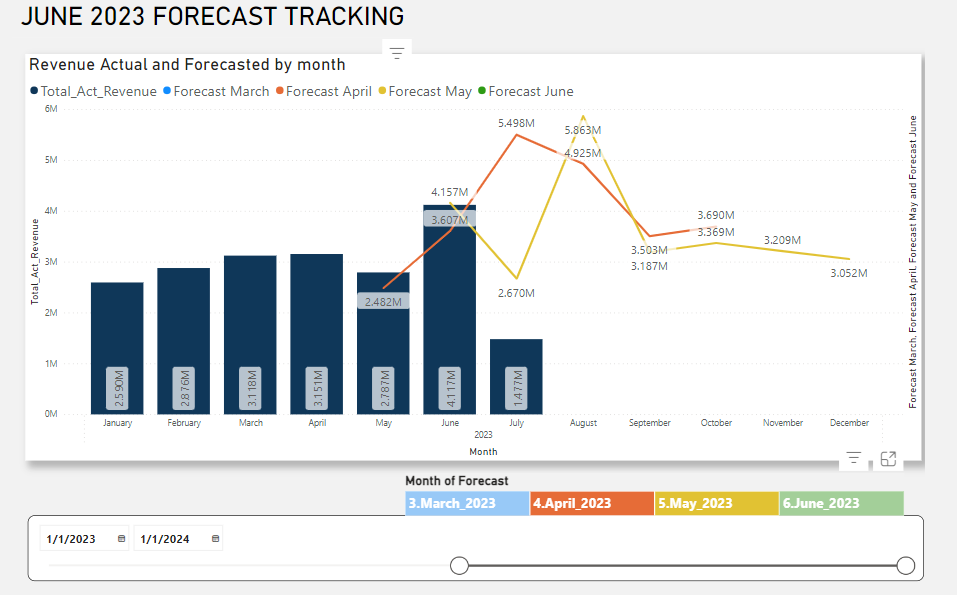 JUNE 2023 FORECAST TRACKING
Revenue Actual and Forecasted by month
Total_Act_Revenue Forecast March Forecast April Forecast May Forecast June
6M
5M
4M
3M
2M
1M
0M
Total_Act_Revenue
5.498M
5.863M
4.925M
4.157M
3.607M
3.690M
3.369M
3.503M
3.209M
3.187M
3.052M
2.482M
2.670M
2.590M
2.876M
3.118M
3.151M
2.787M
4.117M
1.477M
January February March April May June July August September October November December
2023
Month
Forecast March, Forecast April, Forecast May and Forecast June
Month of Forecast
3.March_2023 4.April_2023 5.May_2023 6.June_2023
1/1/2023 1/1/2024